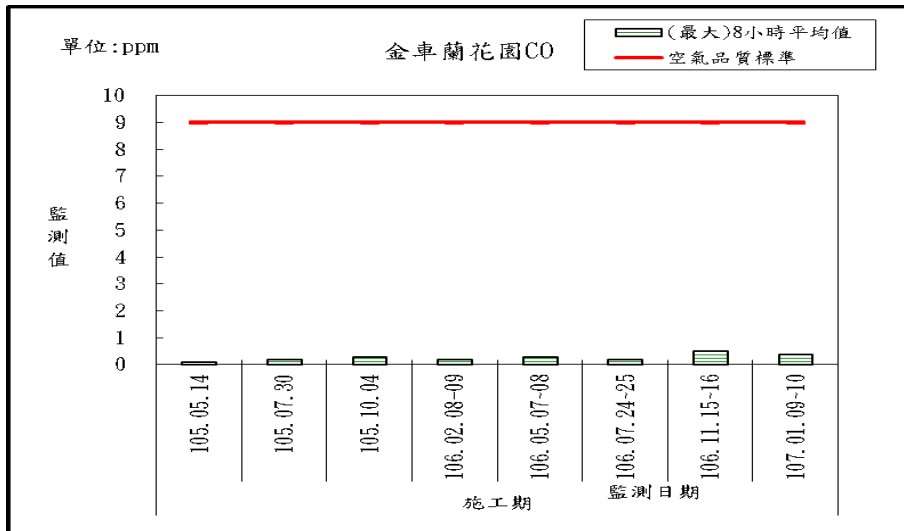 單位:ppm
金車蘭花園CO
(最大)8小時平均值
空氣品質標準
10
9
8
7
6
5
4
3
2
1
0
監測值
105.05.14
105.07.30
105.10.04
106.02.08-09
106.05.07~08
106.07.24~25
106.11.15~16
107.01.09~10
施工期
監測日期